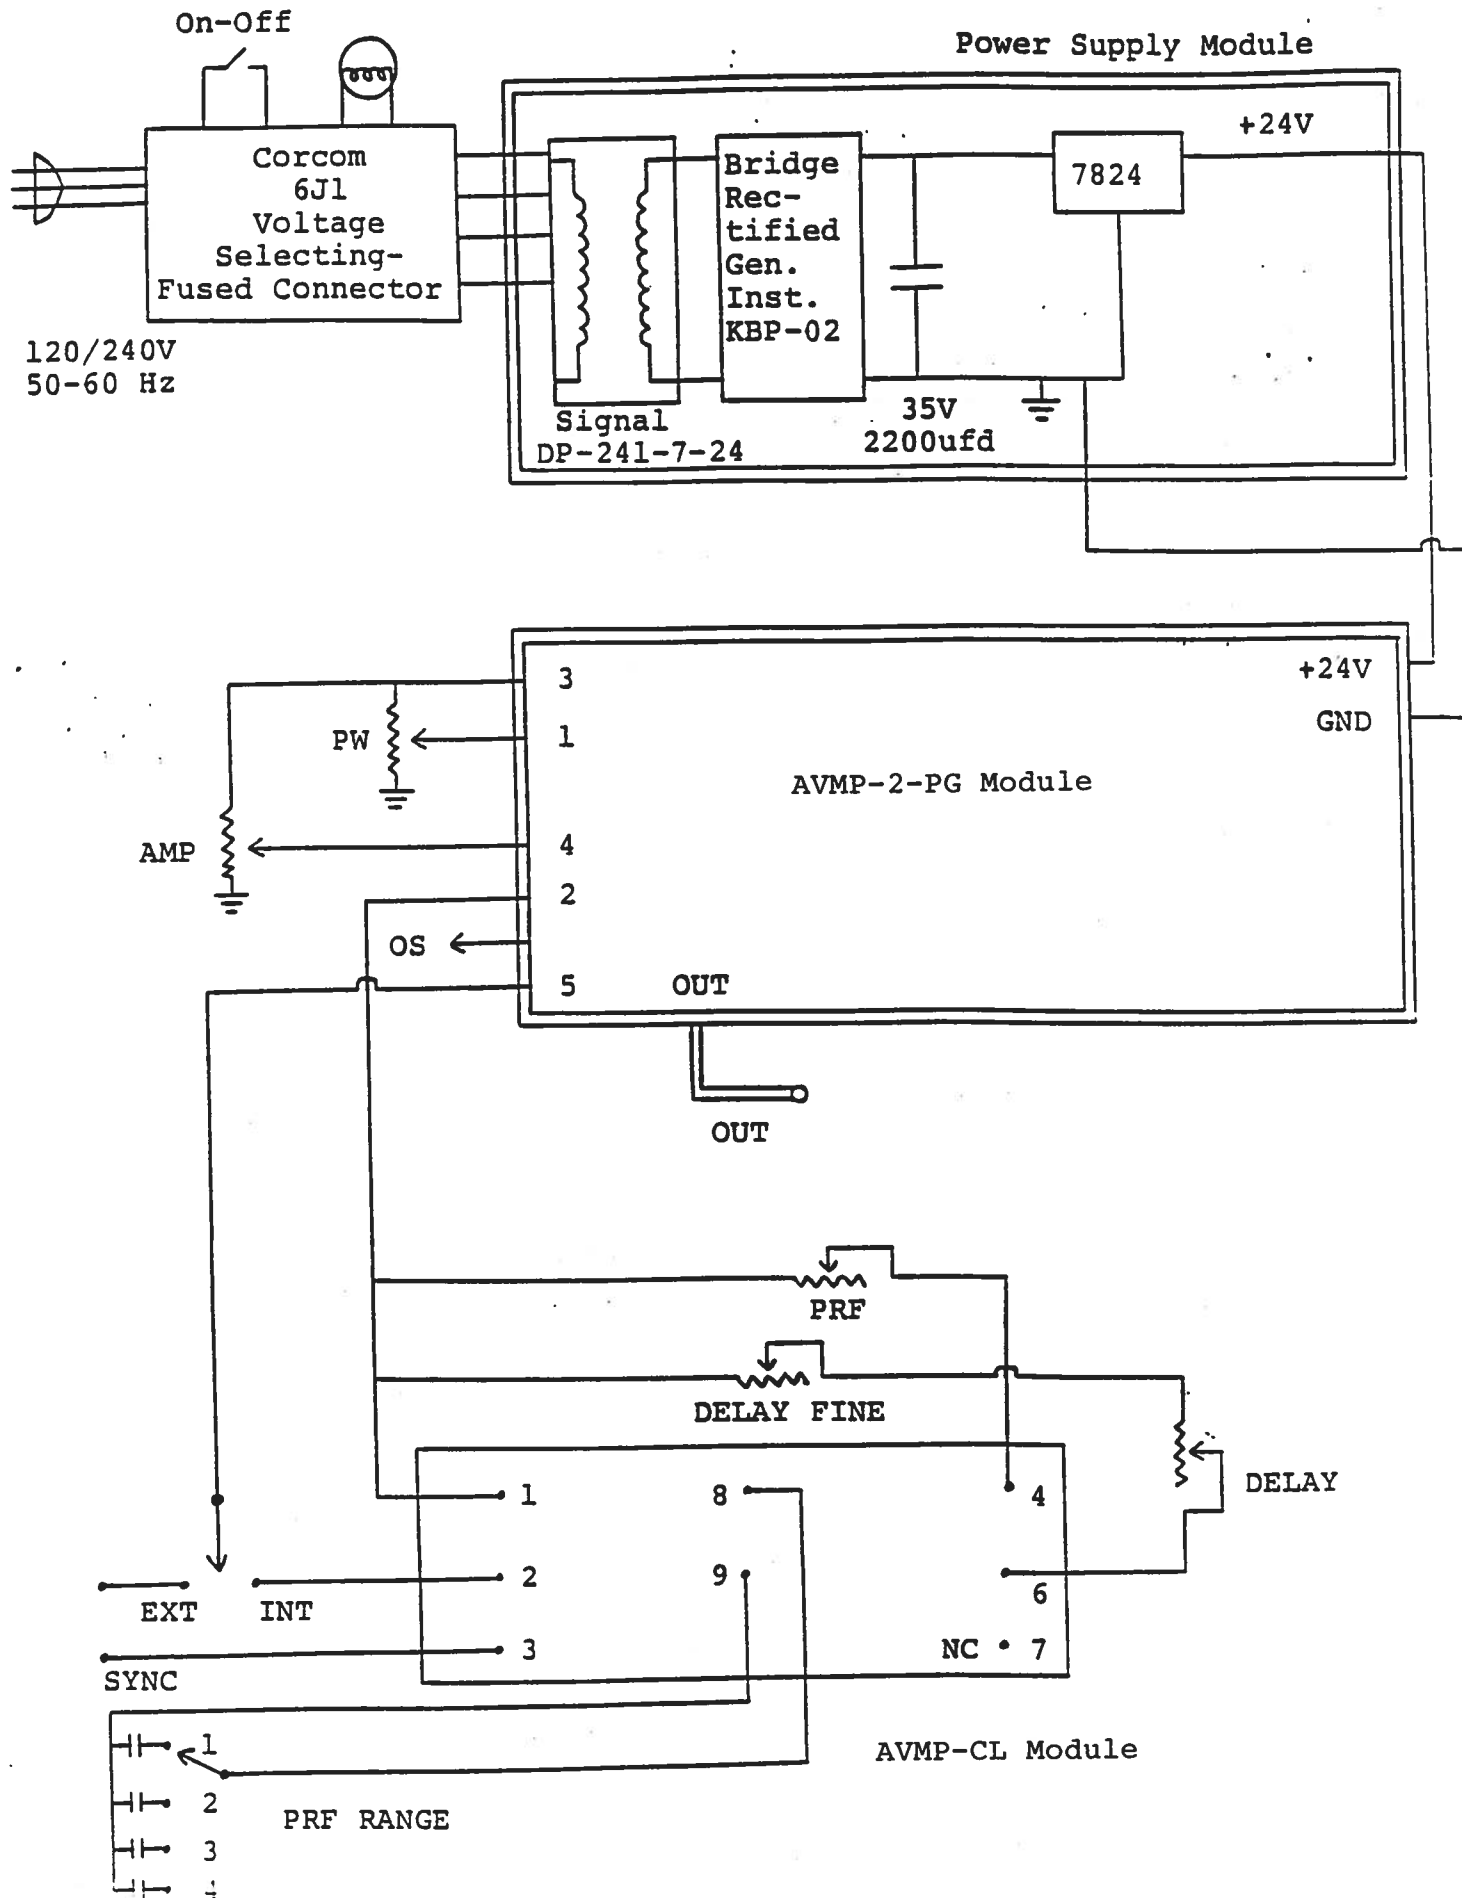 On-Off
Power Supply Module
Corcom
6J1
Voltage
Selecting-
Fused Connector
120/240V
50-60 Hz
Bridge
Rec-
tified
Gen.
Inst.
KBP-02
7824
+24V
Signal
DP-241-7-24
35V
2200ufd
3
+24V
PW
1
GND
AVMP-2-PG Module
AMP
4
2
OS
5
OUT
OUT
PRF
DELAY FINE
1
8
4
DELAY
2
9
6
EXT
INT
3
NC
7
SYNC
1
AVMP-CL Module
2
PRF RANGE
3